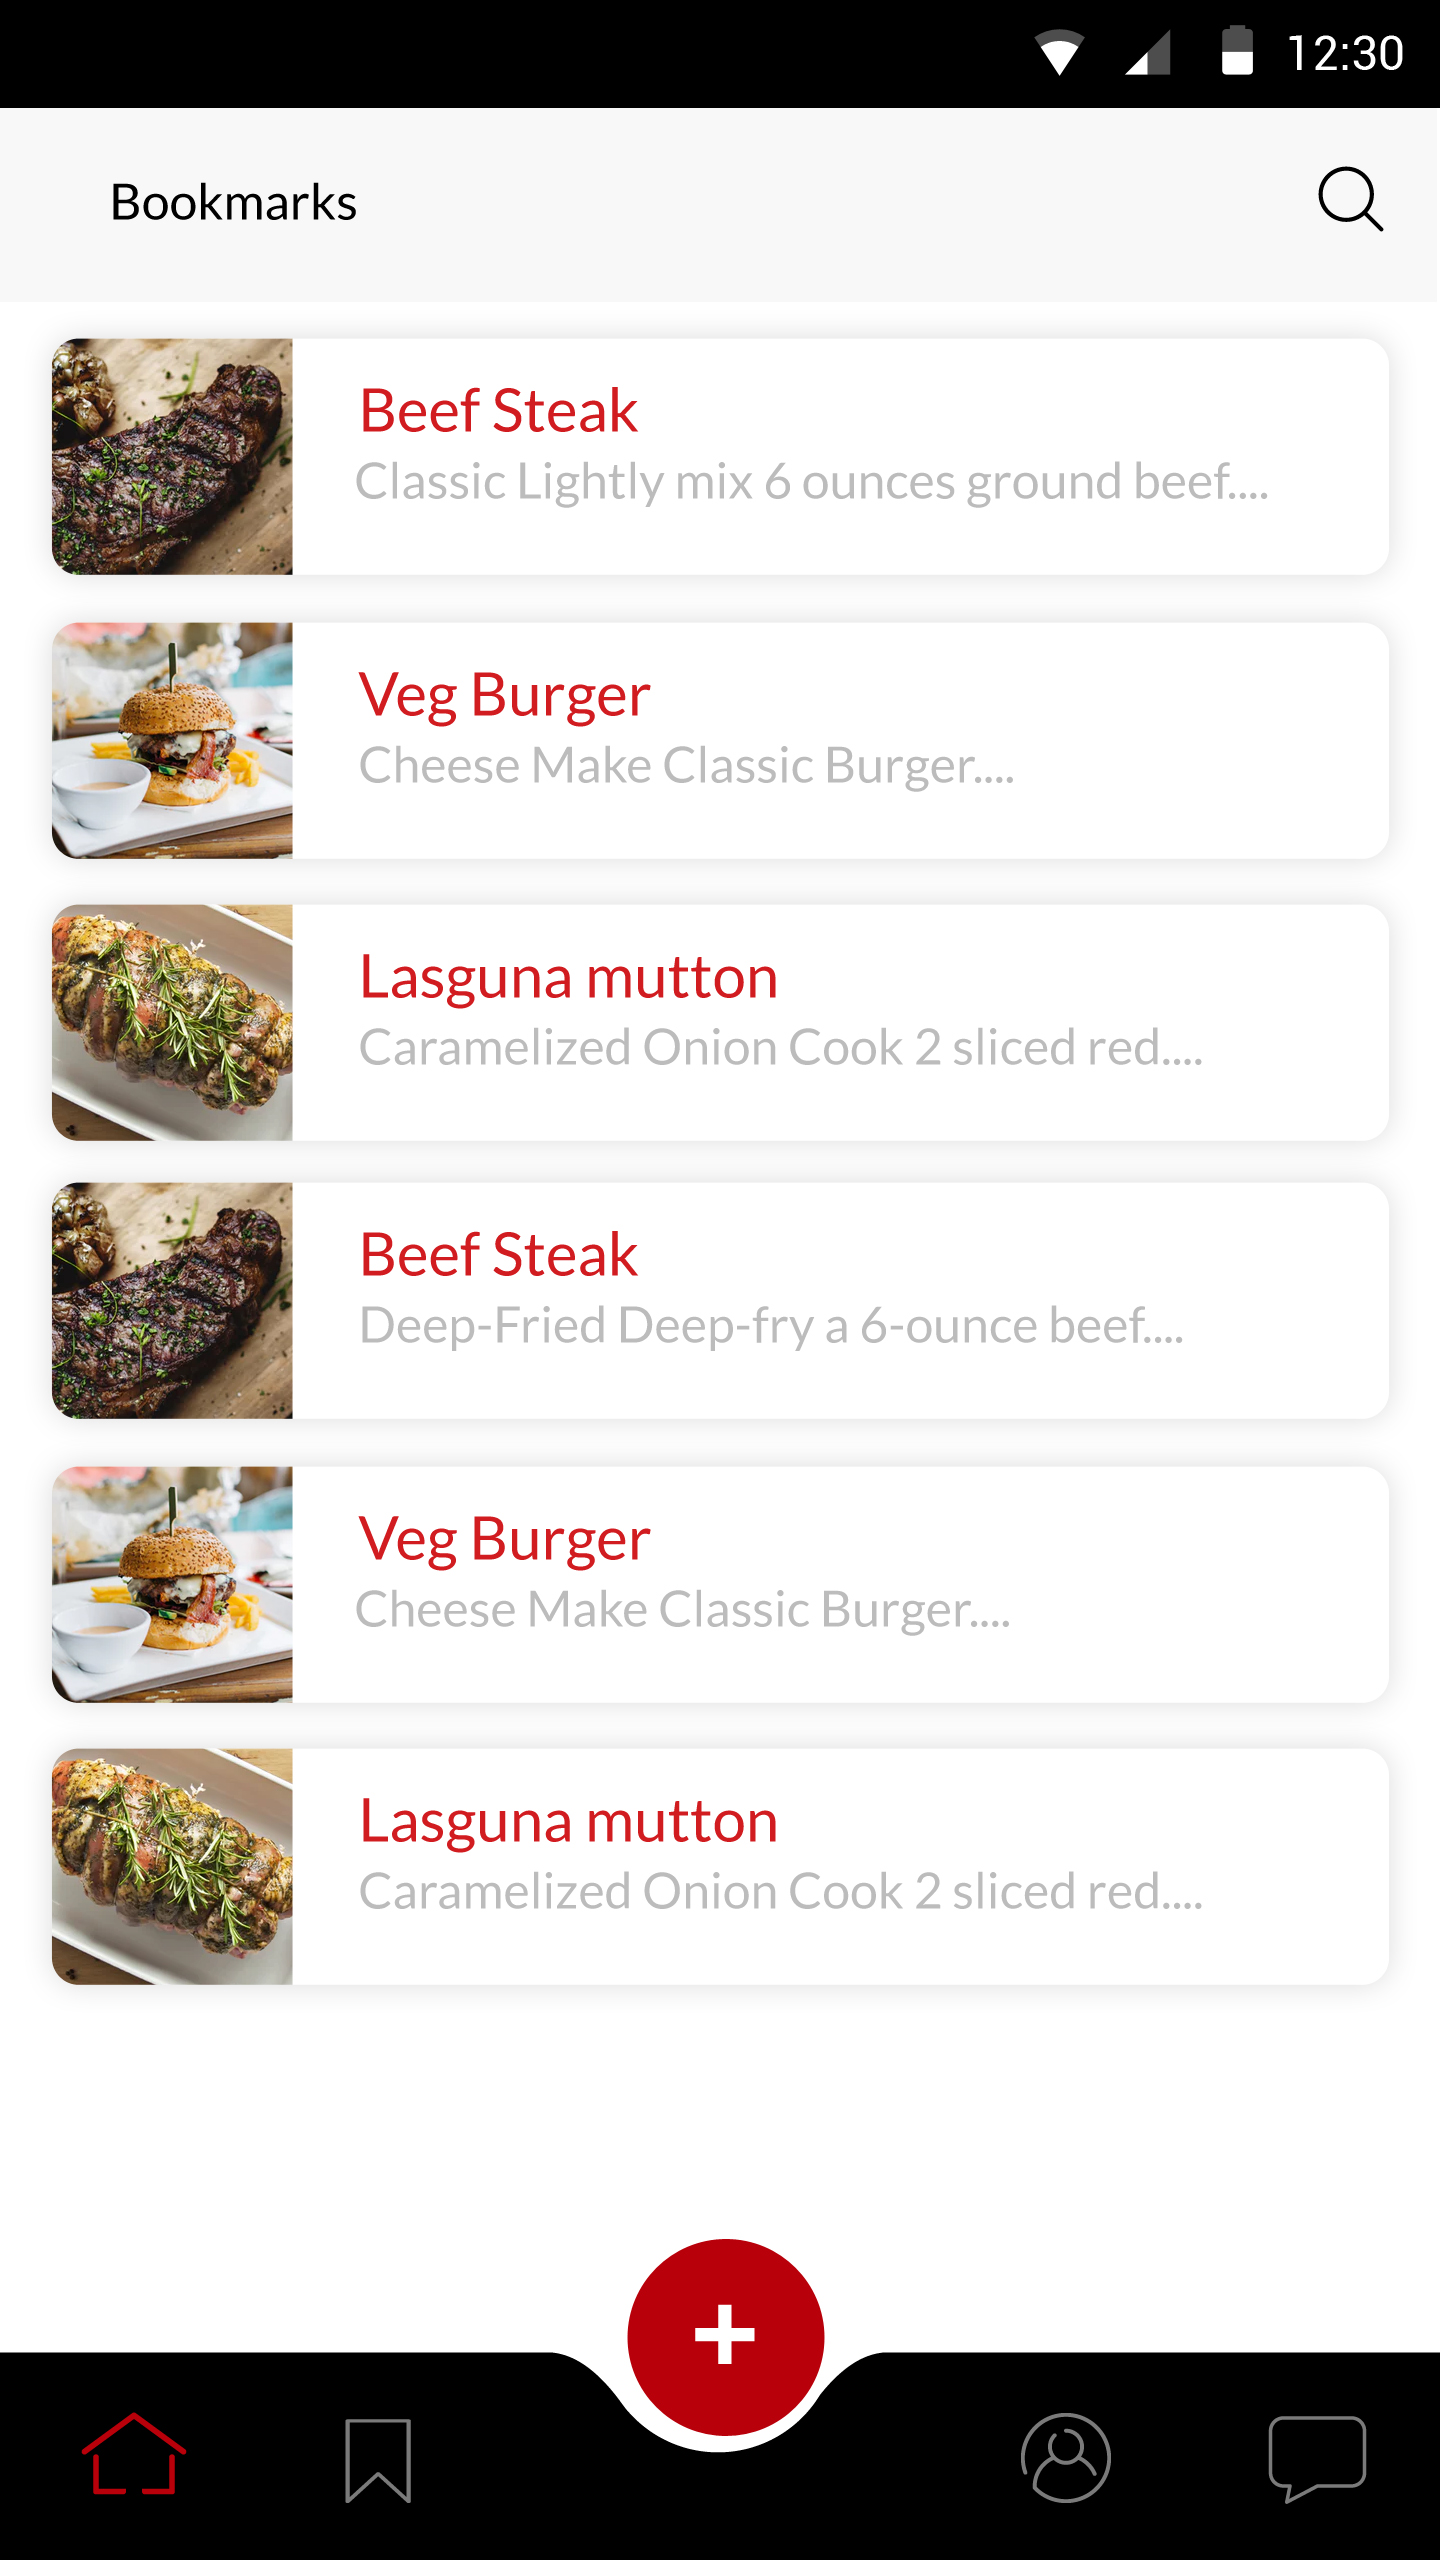 12:30
Bookmarks
Beef Steak
Classic Lightly mix 6 ounces ground beef....
Veg Burger
Cheese Make Classic Burger....
Lasguna mutton
Caramelized Onion Cook 2 sliced red....
Beef Steak
Deep-Fried Deep-fry a 6-ounce beef....
Veg Burger
Cheese Make Classic Burger....
Lasguna mutton
Caramelized Onion Cook 2 sliced red....